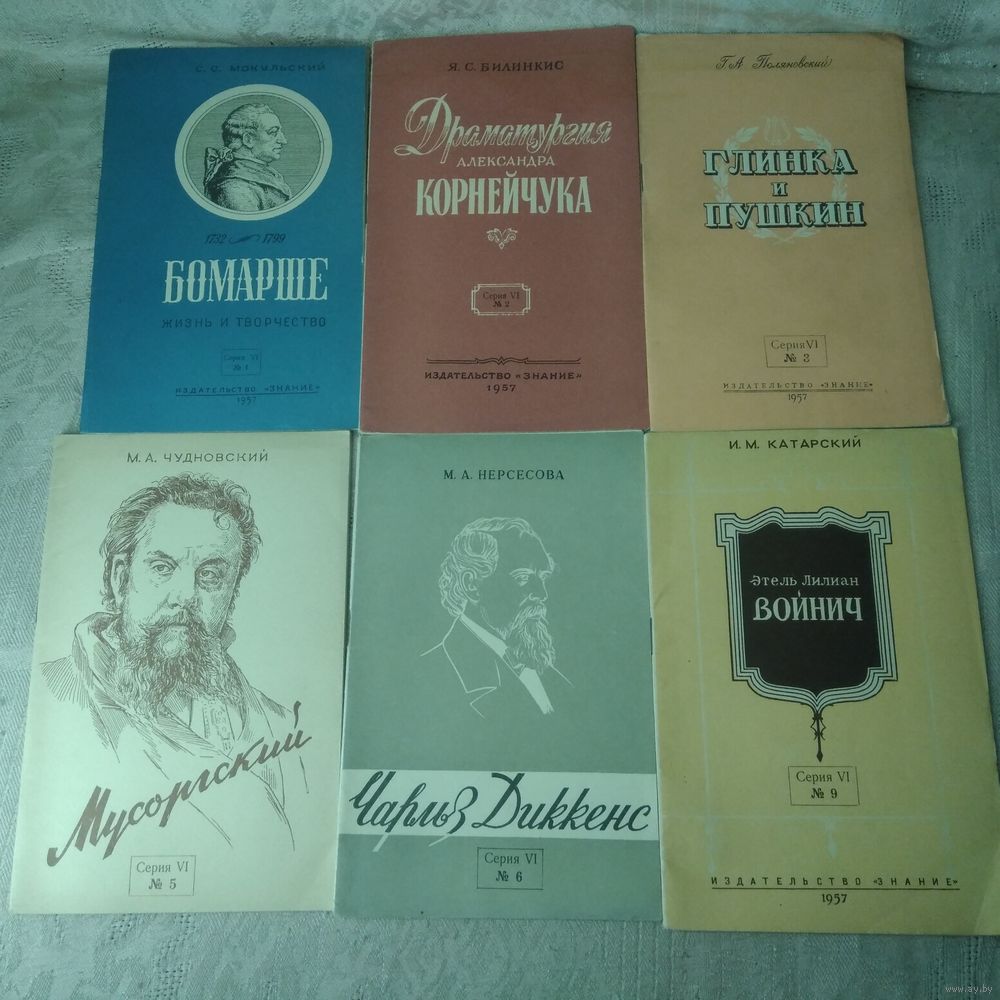 С. С. МОКУЛЬСКИЙ
1732 1799
БОМАРШЕ
ЖИЗНЬ И ТВОРЧЕСТВО
Серия VI
№ 1
ИЗДАТЕЛЬСТВО «ЗНАНИЕ»
1957
Я. С. БИЛИНКИС
Драматургия
АЛЕКСАНДРА
КОРНЕЙЧУКА
Серия VI
№ 2
ИЗДАТЕЛЬСТВО «ЗНАНИЕ»
1957
Г. А. Поляновский
ГЛИНКА
и
ПУШКИН
Серия VI
№ 3
ИЗДАТЕЛЬСТВО «ЗНАНИЕ»
1957
М. А. ЧУДНОВСКИЙ
Мусоргский
Серия VI
№ 5
М. А. НЕРСЕСОВА
Чарльз Диккенс
Серия VI
№ 6
И. М. КАТАРСКИЙ
Этель Лилиан
ВОЙНИЧ
Серия VI
№ 9
ИЗДАТЕЛЬСТВО «ЗНАНИЕ»
1957
www.ay.by